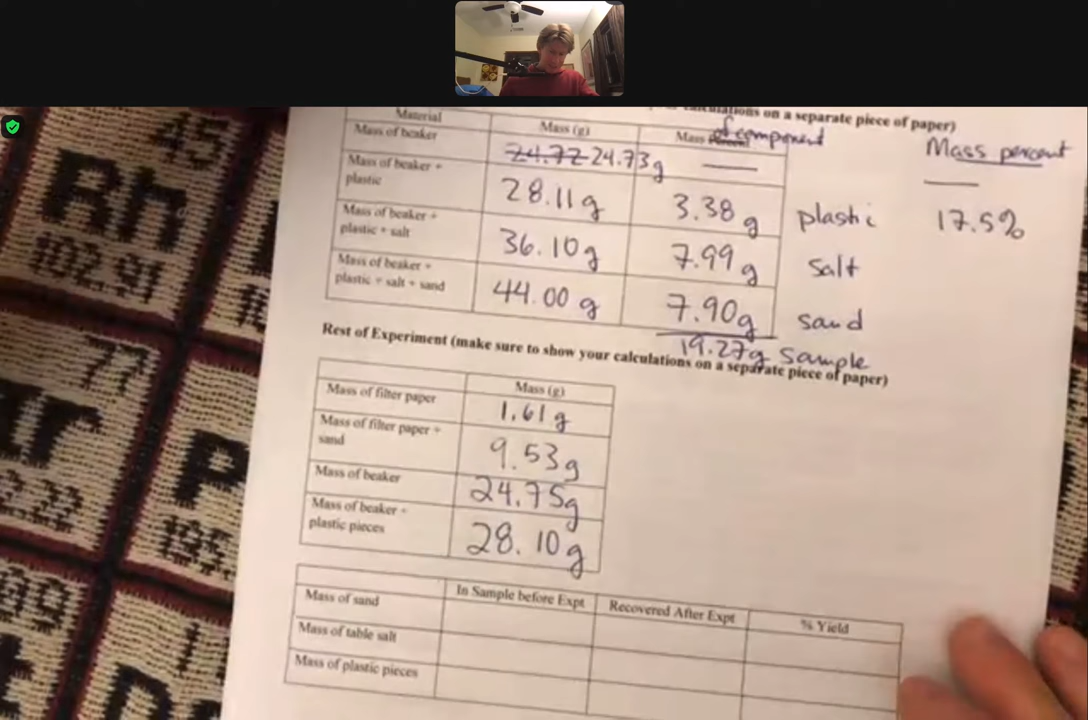 calculations on a separate piece of paper)
Material Mass (g) Mass Percent of component Mass percent
Mass of beaker 24.72 24.73g — —
Mass of beaker + plastic 28.11g 3.38g plastic 17.5%
Mass of beaker + plastic + salt 36.10g 7.99g salt
Mass of beaker + plastic + salt + sand 44.00 g 7.90g sand
19.27g sample
Rest of Experiment (make sure to show your calculations on a separate piece of paper)
Mass (g)
Mass of filter paper 1.61g
Mass of filter paper + sand 9.53g
Mass of beaker 24.75g
Mass of beaker + plastic pieces 28.10g
In Sample before Expt Recovered After Expt % Yield
Mass of sand
Mass of table salt
Mass of plastic pieces
45
Rh
102.91
77
195.